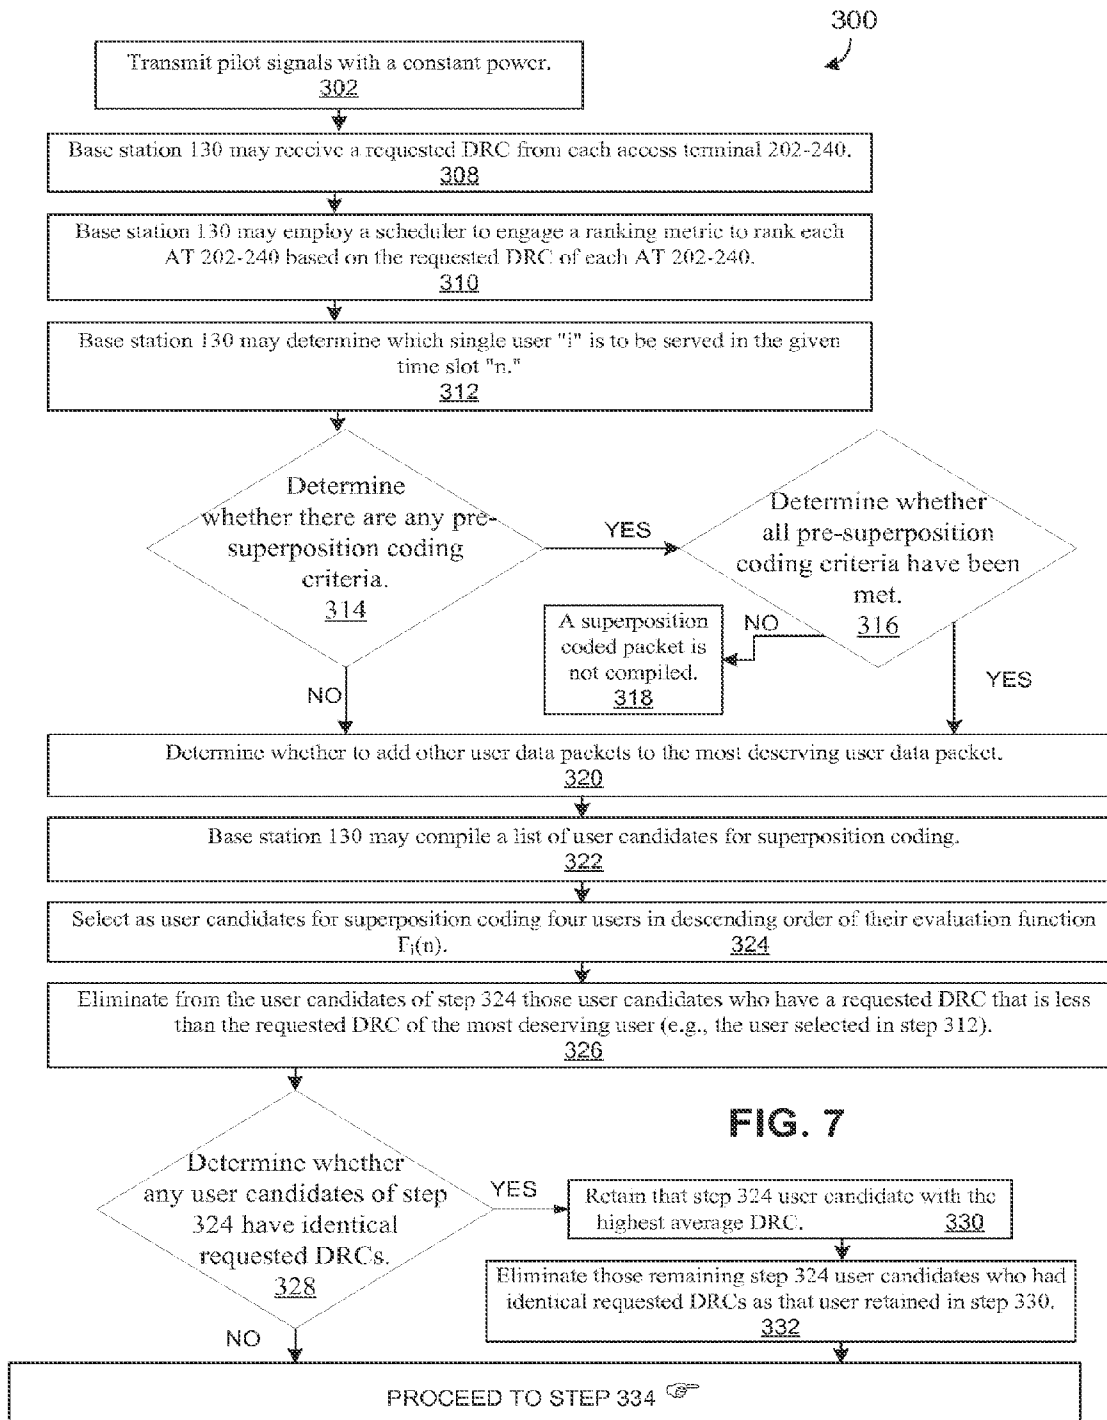 300
Transmit pilot signals with a constant power.
302
Base station 130 may receive a requested DRC from each access terminal 202-240.
308
Base station 130 may employ a scheduler to engage a ranking metric to rank each
AT 202-240 based on the requested DRC of each AT 202-240.
310
Base station 130 may determine which single user "i" is to be served in the given
time slot "n."
312
Determine
whether there are any pre-
superposition coding
criteria.
314
YES
Determine whether
all pre-superposition
coding criteria have been
met.
316
NO
A superposition
coded packet is
not compiled.
318
YES
NO
Determine whether to add other user data packets to the most deserving user data packet.
320
Base station 130 may compile a list of user candidates for superposition coding.
322
Select as user candidates for superposition coding four users in descending order of their evaluation function
Γi(n). 324
Eliminate from the user candidates of step 324 those user candidates who have a requested DRC that is less
than the requested DRC of the most deserving user (e.g., the user selected in step 312).
326
FIG. 7
Determine whether
any user candidates of step
324 have identical
requested DRCs.
328
YES
Retain that step 324 user candidate with the
highest average DRC. 330
Eliminate those remaining step 324 user candidates who had
identical requested DRCs as that user retained in step 330.
332
NO
PROCEED TO STEP 334 ☞